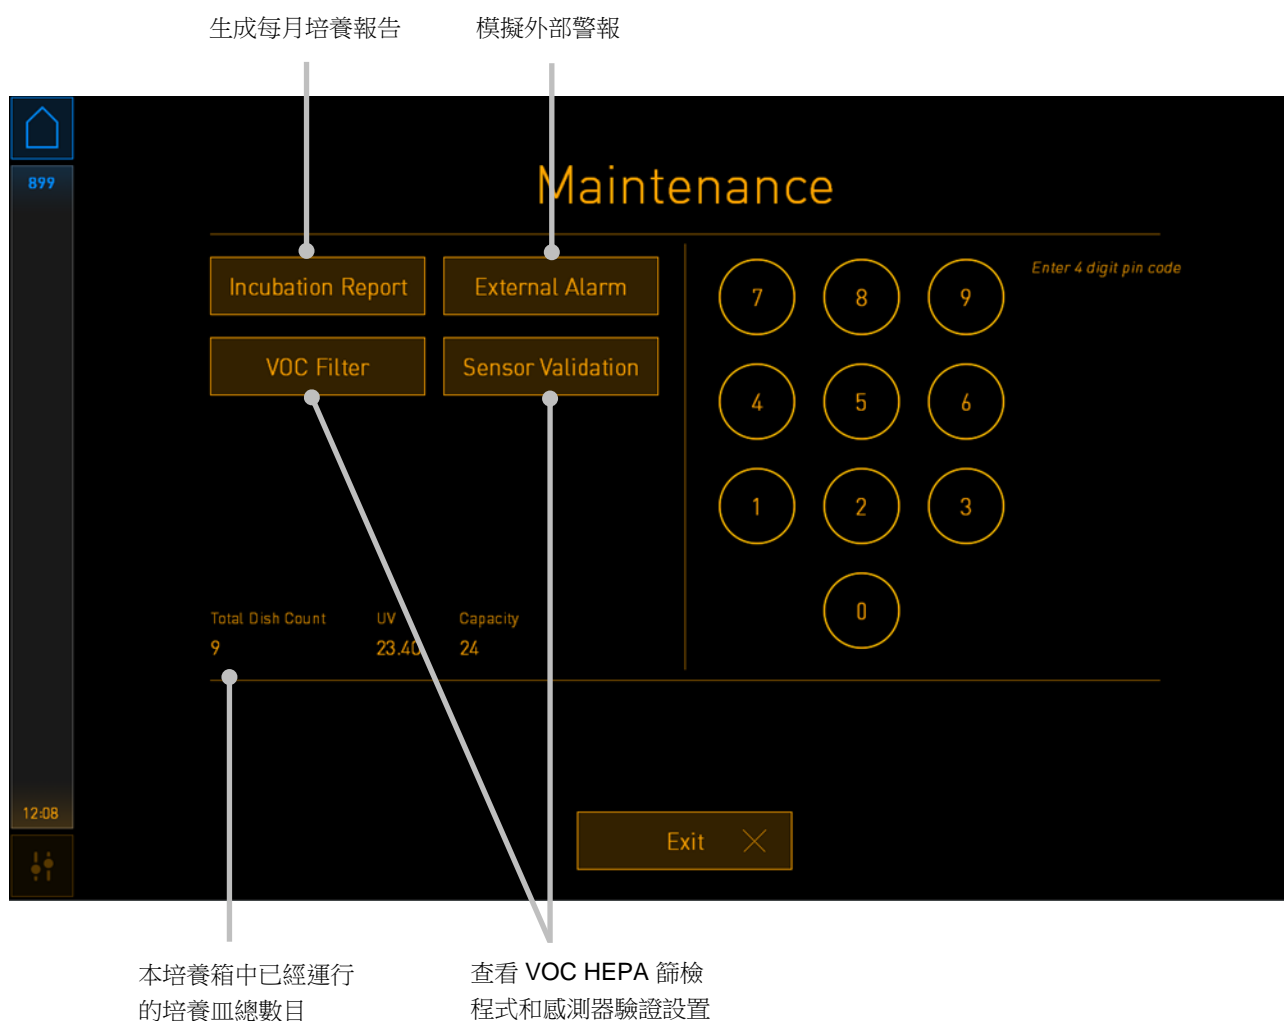 生成每月培養報告
模擬外部警報
899
Maintenance
Incubation Report
External Alarm
VOC Filter
Sensor Validation
Enter 4 digit pin code
7 8 9
4 5 6
1 2 3
0
Total Dish Count UV Capacity
9 23.40 24
12:08
Exit
本培養箱中已經運行
的培養皿總數目
查看 VOC HEPA 篩檢
程式和感測器驗證設置